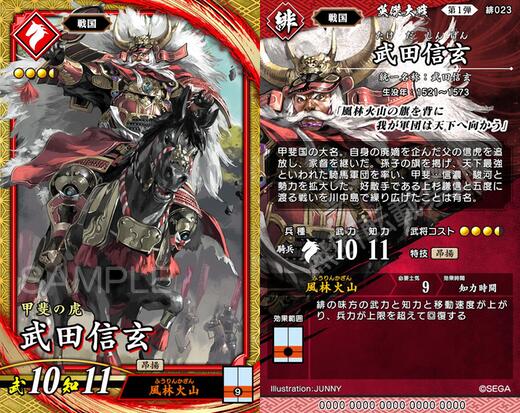 戦国
SAMPLE
甲斐の虎
武田信玄
昂揚
武10知11
ふうりんかざん
風林火山
9
緋
戦国
英傑大戦
第1弾
緋023
たけだ しんげん
武田信玄
統一名称:武田信玄
生没年:1521~1573
「風林火山の旗を背に
我が軍団は天下へ向かう」
甲斐国の大名。自身の廃嫡を企んだ父の信虎を追
放し、家督を継いだ。孫子の旗を掲げ、天下最強
といわれた騎馬軍団を率い、甲斐・信濃・駿河と
勢力を拡大した。好敵手である上杉謙信と五度に
渡る戦いを川中島で繰り広げたことは有名。
兵種 武力 知力 武将コスト
騎兵 10 11 特技 昂揚
ふうりんかざん 必要士気 効果時間
風林火山 9 知力時間
効果範囲
緋の味方の武力と知力と移動速度が上が
り、兵力が上限を超えて回復する
Illustration:JUNNY ©SEGA
0000-0000-0000-0000-0000